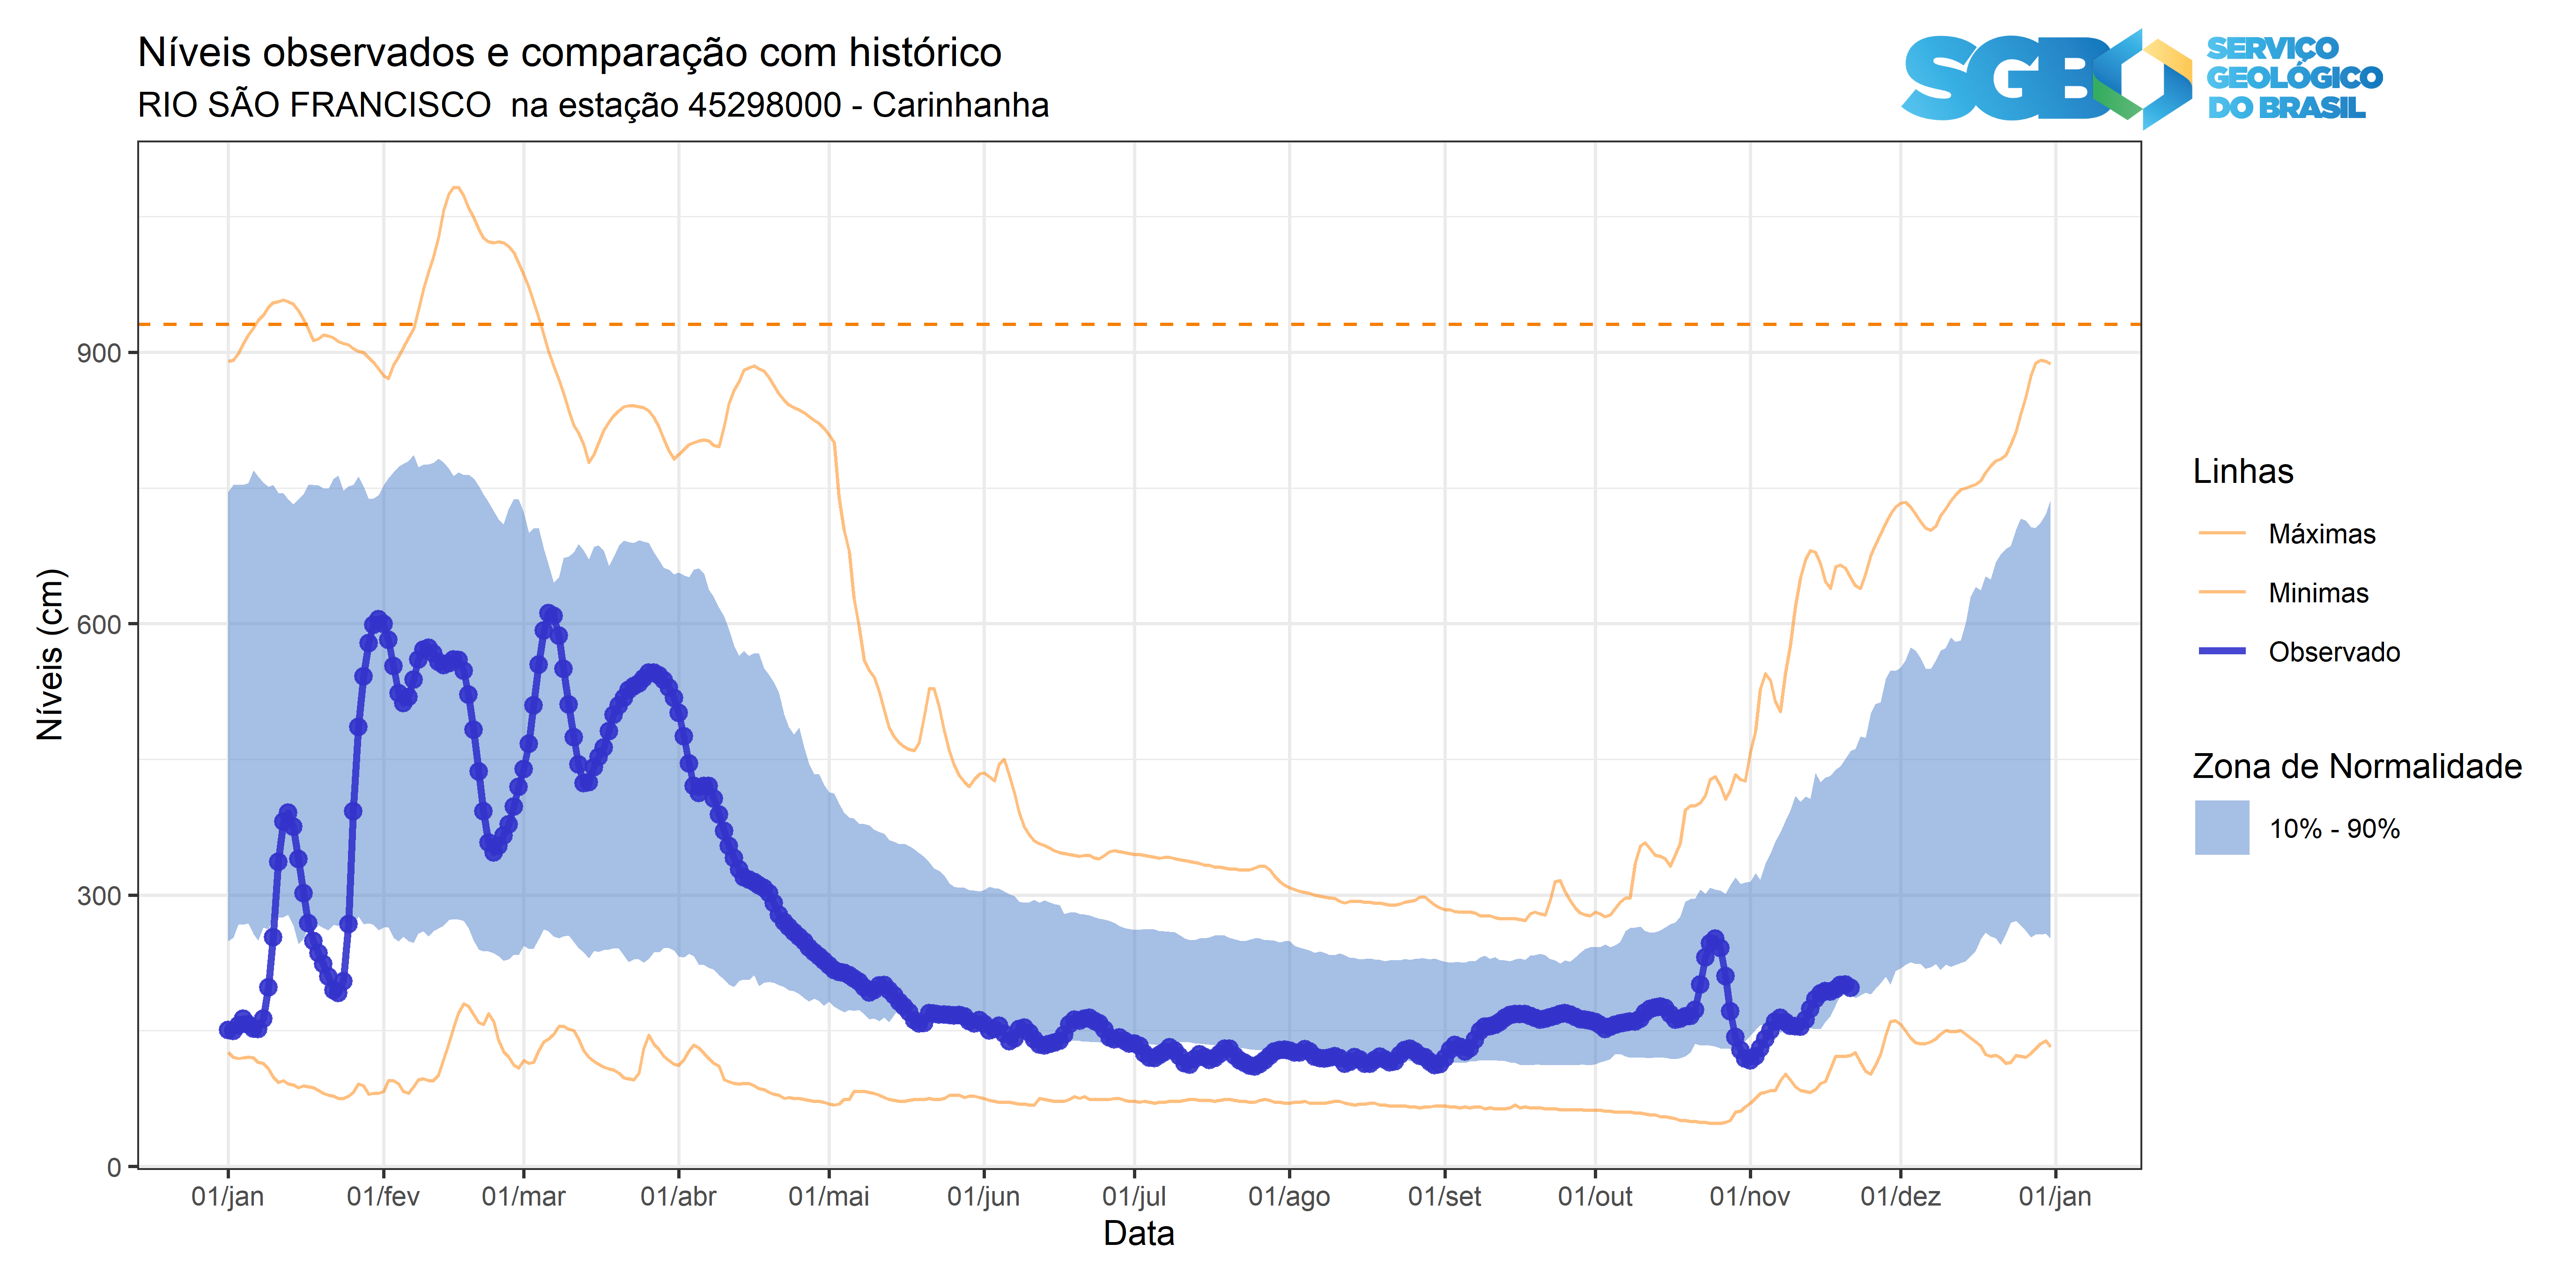 Níveis observados e comparação com histórico
RIO SÃO FRANCISCO  na estação 45298000 - Carinhanha
SGB
SERVIÇO
GEOLÓGICO
DO BRASIL
Níveis (cm)
900
600
300
0
01/jan
01/fev
01/mar
01/abr
01/mai
01/jun
01/jul
01/ago
01/set
01/out
01/nov
01/dez
01/jan
Data
Linhas
Máximas
Minimas
Observado
Zona de Normalidade
10% - 90%